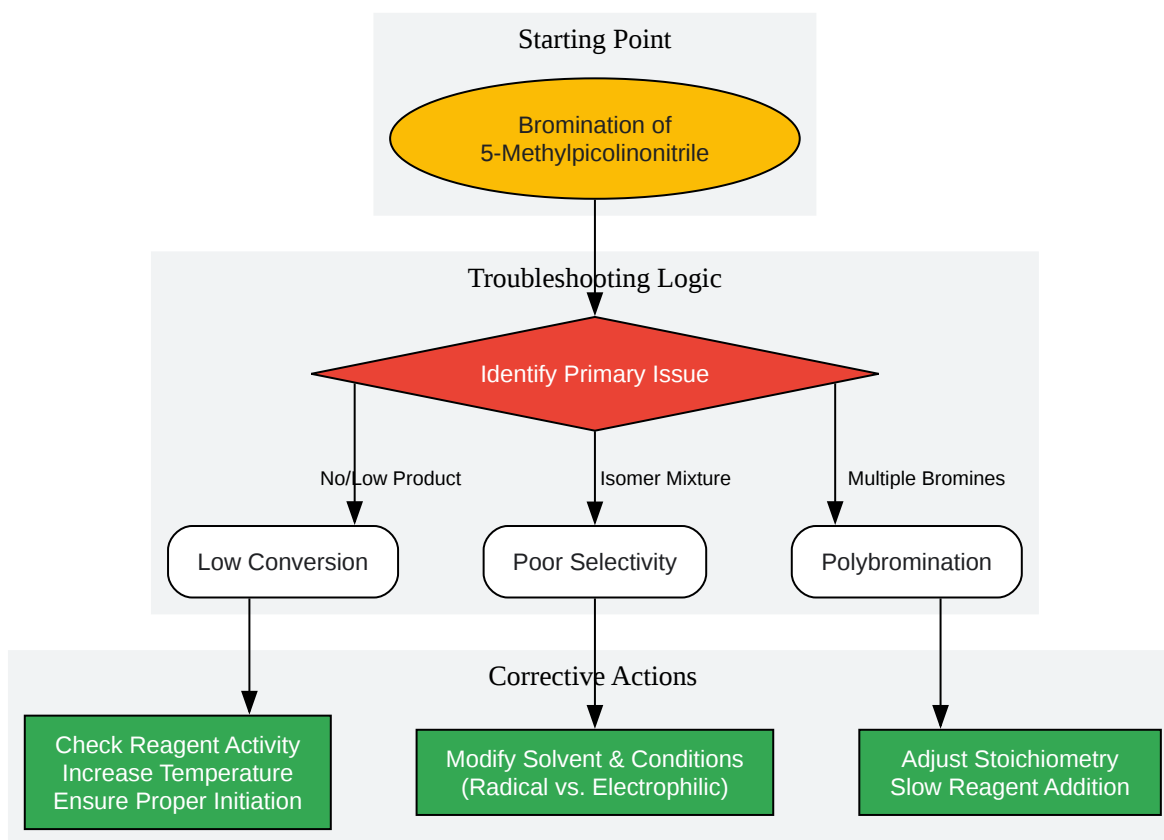 Starting Point
Bromination of
5-Methylpicolinonitrile
Troubleshooting Logic
Identify Primary Issue
No/Low Product
Isomer Mixture
Multiple Bromines
Low Conversion
Poor Selectivity
Polybromination
Corrective Actions
Check Reagent Activity
Increase Temperature
Ensure Proper Initiation
Modify Solvent & Conditions
(Radical vs. Electrophilic)
Adjust Stoichiometry
Slow Reagent Addition